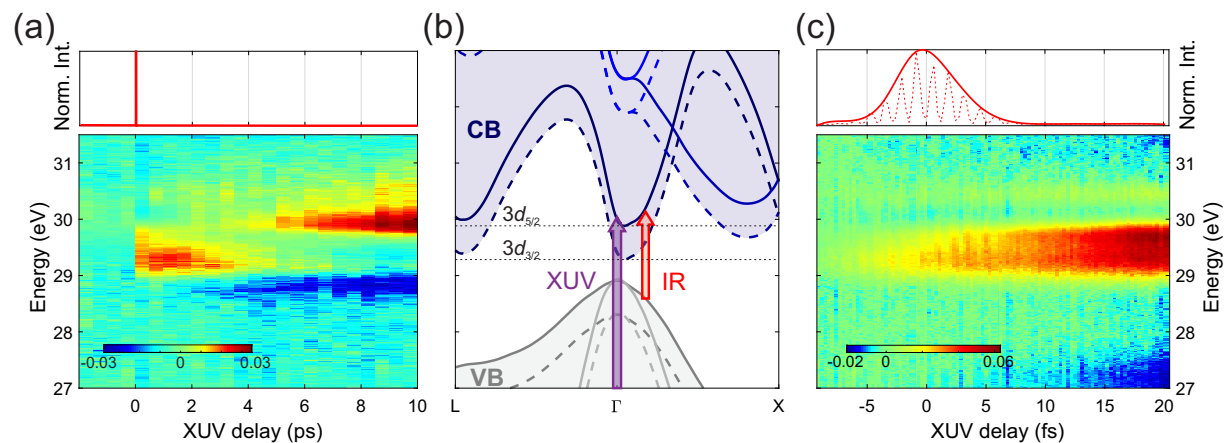 (a)
Norm. Int.
31
30
29
28
27
Energy (eV)
-0.03
0
0.03
0
2
4
6
8
10
XUV delay (ps)
(b)
CB
3d5/2
3d3/2
XUV
IR
VB
L
Γ
X
(c)
Norm. Int.
31
30
29
28
27
Energy (eV)
-0.02
0
0.06
-5
0
5
10
15
20
XUV delay (fs)